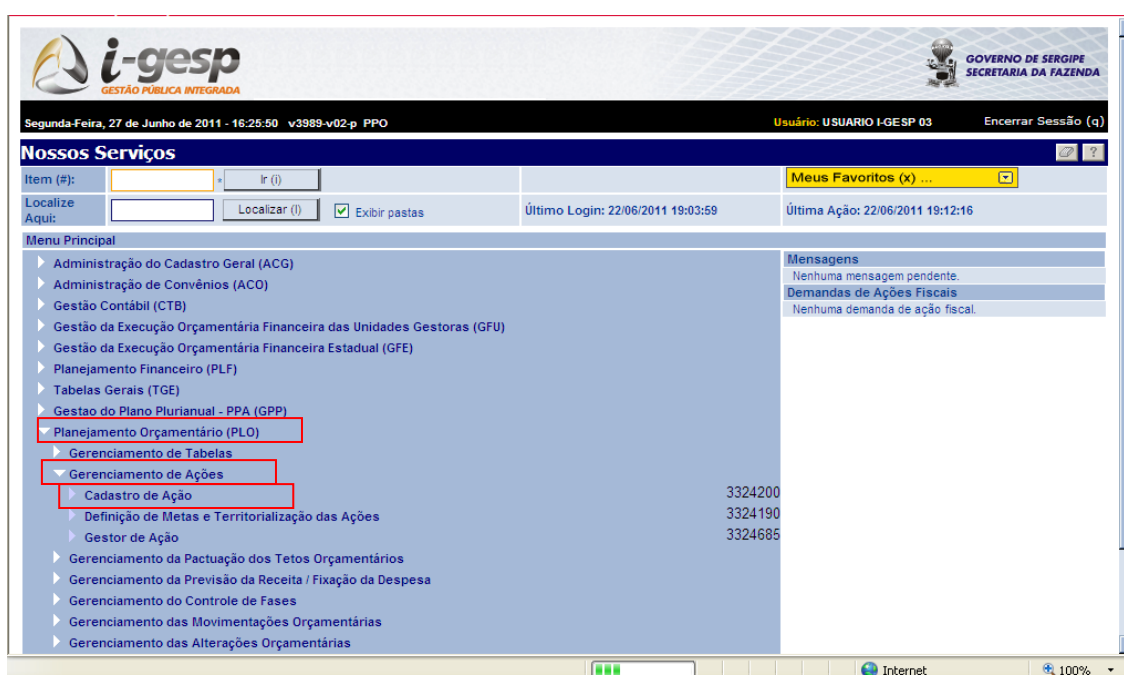 i-gesp
GESTÃO PÚBLICA INTEGRADA
GOVERNO DE SERGIPE
SECRETARIA DA FAZENDA
Segunda-Feira, 27 de Junho de 2011 - 16:25:50 v3989-v02-p PPO Usuário: USUARIO I-GESP 03 Encerrar Sessão (q)
Nossos Serviços ?
Item (#): Ir (i) Meus Favoritos (x) ...
Localize Aqui: Localizar (l) Exibir pastas Último Login: 22/06/2011 19:03:59 Última Ação: 22/06/2011 19:12:16
Menu Principal
Administração do Cadastro Geral (ACG)
Administração de Convênios (ACO)
Gestão Contábil (CTB)
Gestão da Execução Orçamentária Financeira das Unidades Gestoras (GFU)
Gestão da Execução Orçamentária Financeira Estadual (GFE)
Planejamento Financeiro (PLF)
Tabelas Gerais (TGE)
Gestao do Plano Plurianual - PPA (GPP)
Planejamento Orçamentário (PLO)
Gerenciamento de Tabelas
Gerenciamento de Ações
Cadastro de Ação 3324200
Definição de Metas e Territorialização das Ações 3324190
Gestor de Ação 3324685
Gerenciamento da Pactuação dos Tetos Orçamentários
Gerenciamento da Previsão da Receita / Fixação da Despesa
Gerenciamento do Controle de Fases
Gerenciamento das Movimentações Orçamentárias
Gerenciamento das Alterações Orçamentárias
Mensagens
Nenhuma mensagem pendente.
Demandas de Ações Fiscais
Nenhuma demanda de ação fiscal.
Internet 100%